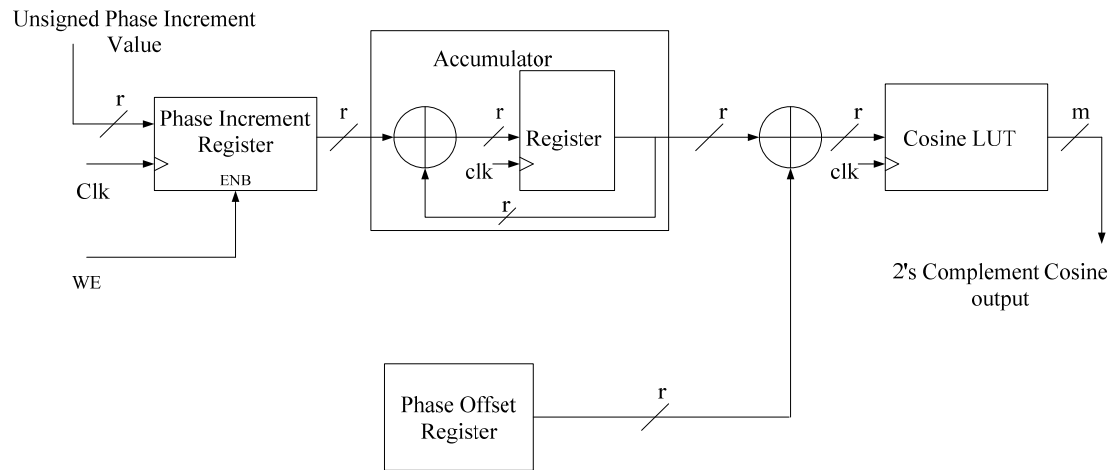 Unsigned Phase Increment
Value
r
Phase Increment
Register
ENB
Clk
WE
r
Accumulator
r
Register
clk
r
r
r
clk
Cosine LUT
m
2's Complement Cosine
output
Phase Offset
Register
r